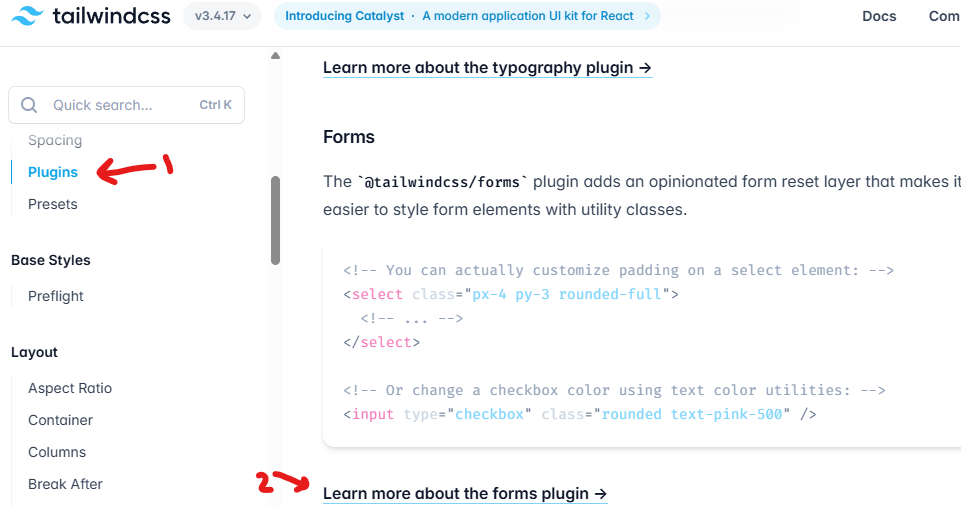 tailwindcss v3.4.17 Introducing Catalyst · A modern application UI kit for React Docs Com
Learn more about the typography plugin →
Quick search... Ctrl K
Spacing
Plugins
1
Presets
Base Styles
Preflight
Layout
Aspect Ratio
Container
Columns
Break After
Forms
The `@tailwindcss/forms` plugin adds an opinionated form reset layer that makes it
easier to style form elements with utility classes.
<!-- You can actually customize padding on a select element: -->
<select class="px-4 py-3 rounded-full">
  <!-- ... -->
</select>
<!-- Or change a checkbox color using text color utilities: -->
<input type="checkbox" class="rounded text-pink-500" />
2
Learn more about the forms plugin →